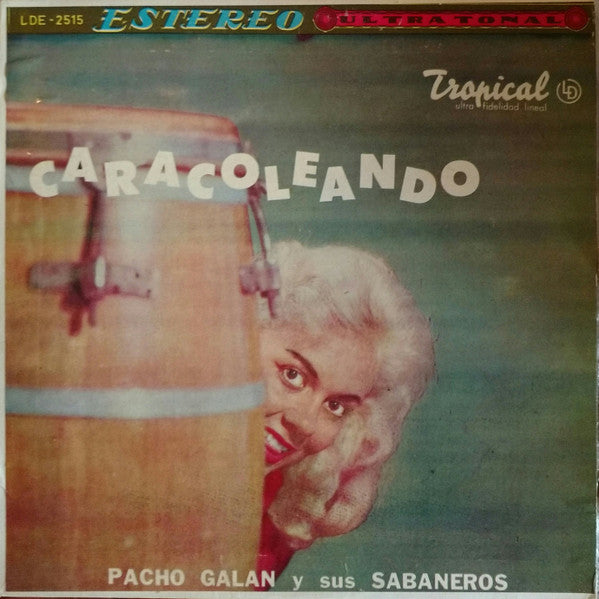 LDE-2515 ESTEREO ULTRATONAL
Tropical LD
ultra fidelidad lineal
CARACOLEANDO
PACHO GALAN y sus SABANEROS